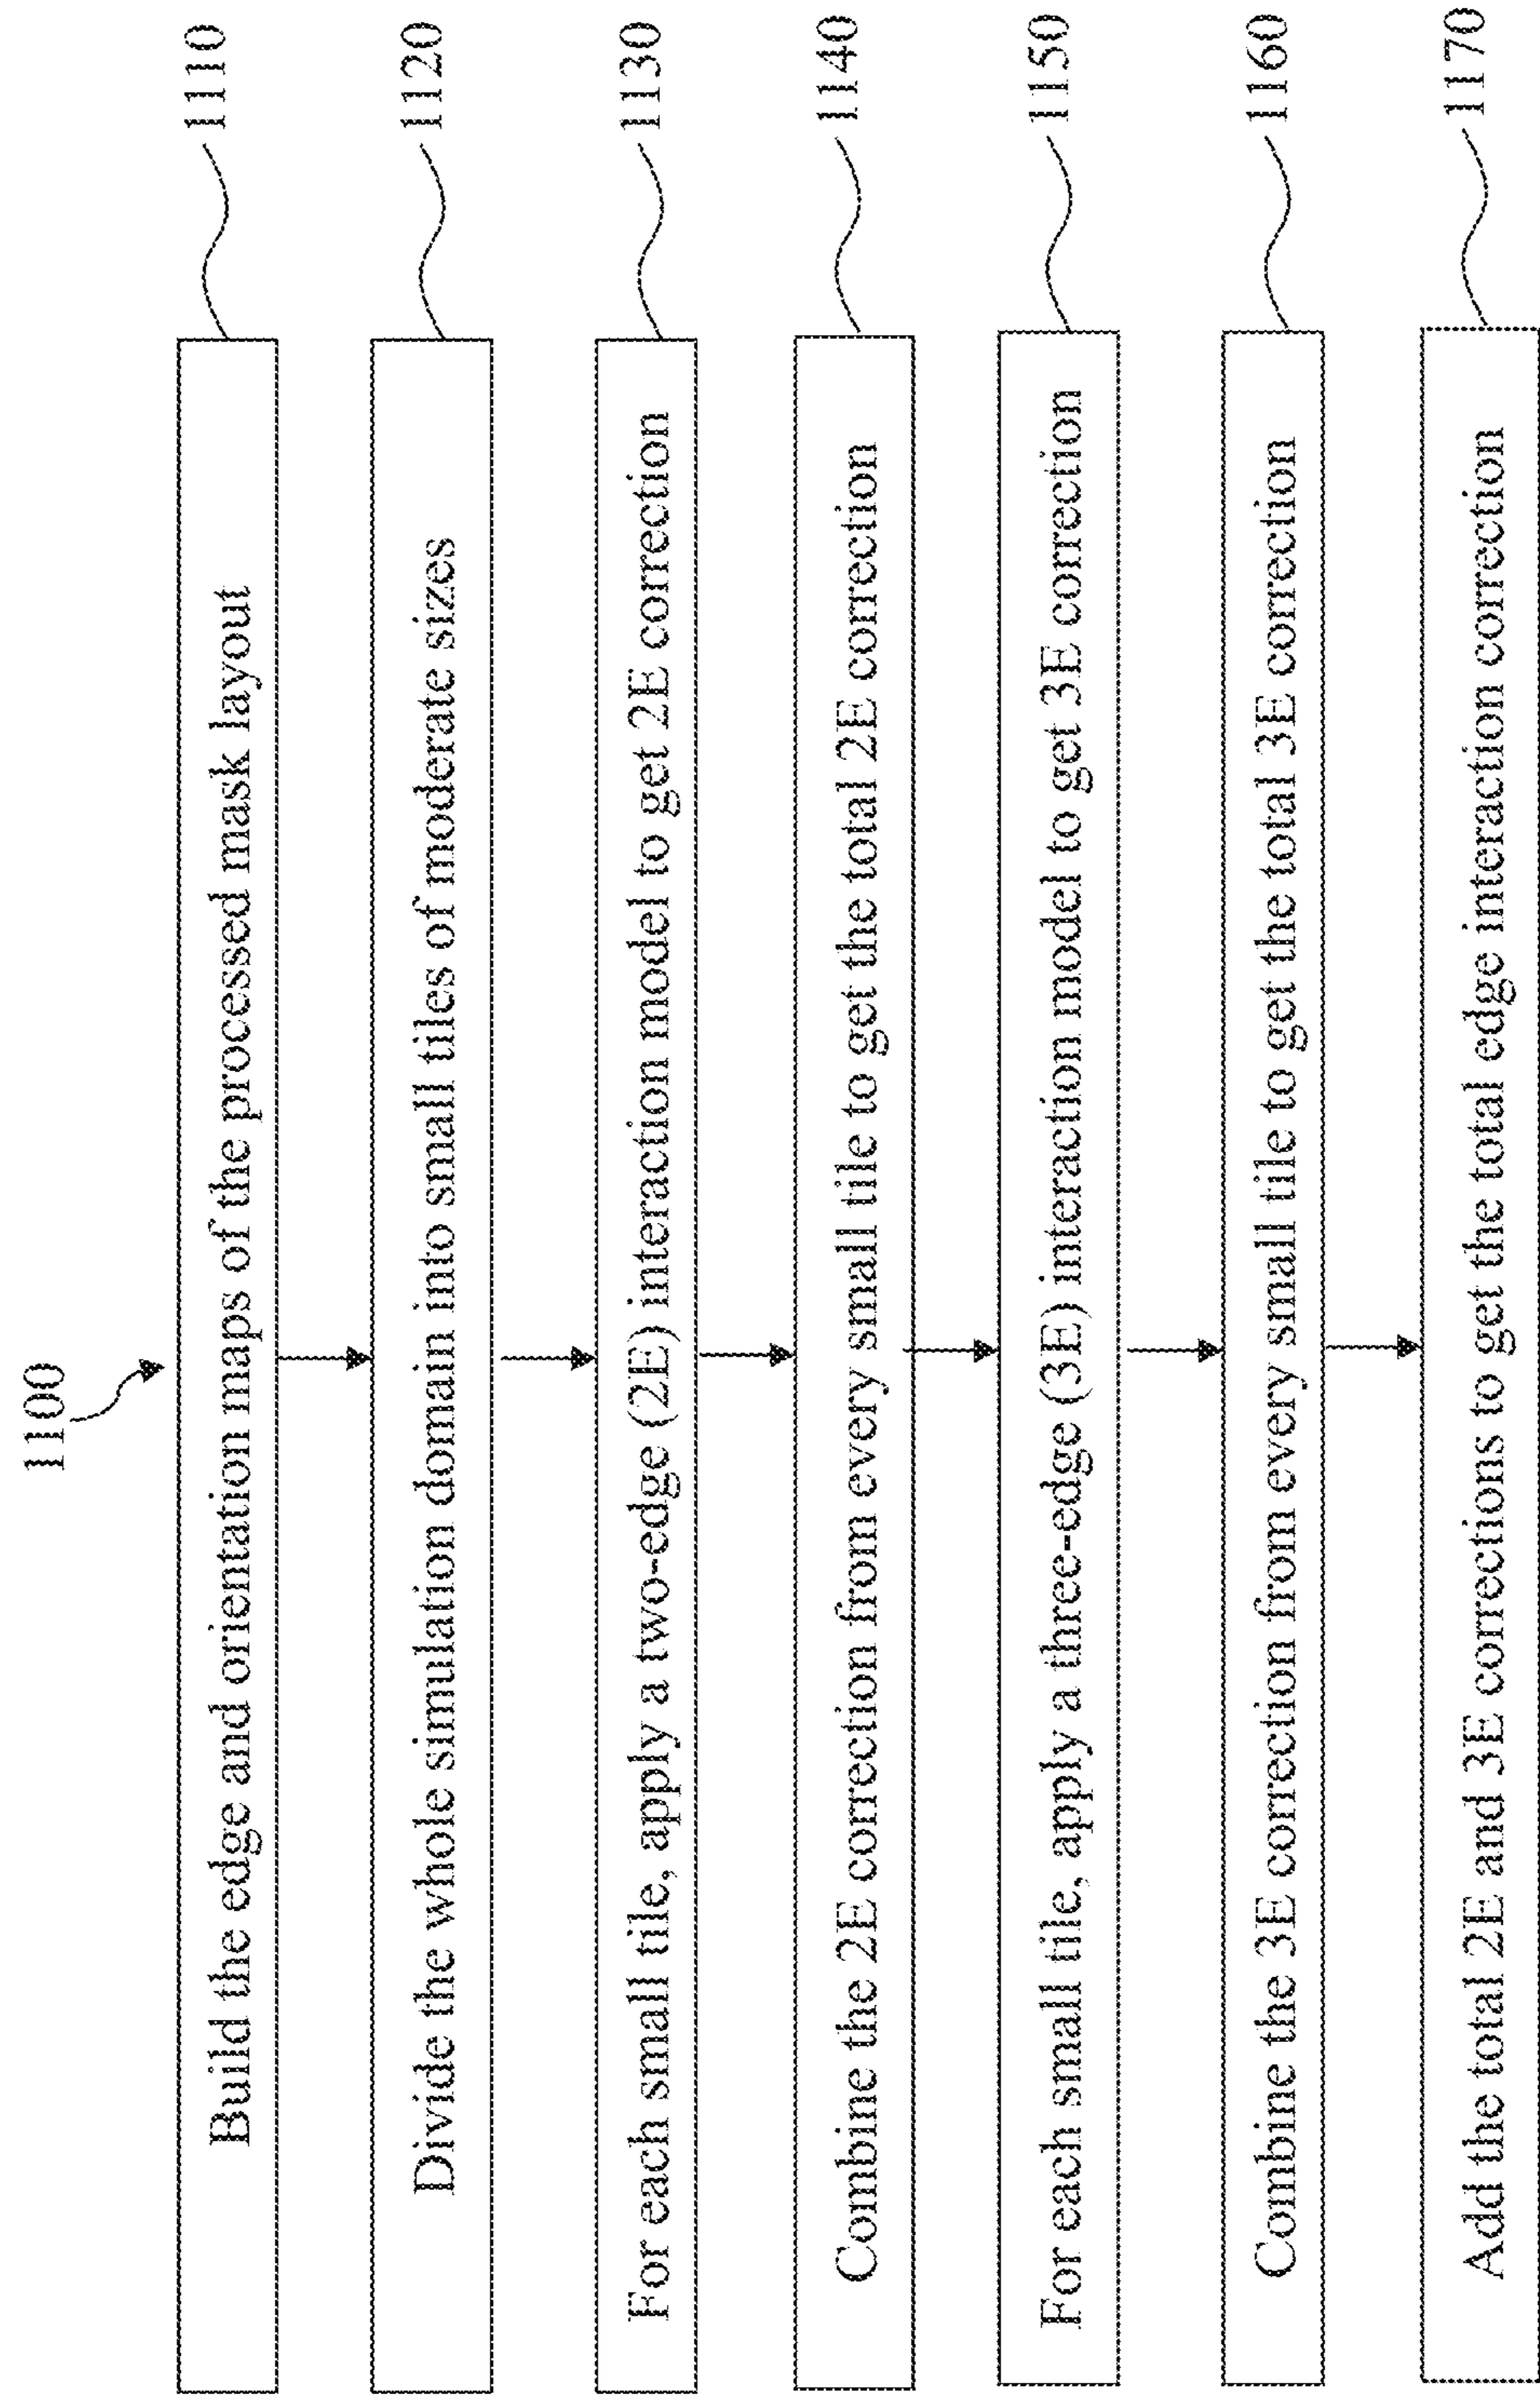 1100
Build the edge and orientation maps of the processed mask layout
1110
Divide the whole simulation domain into small tiles of moderate sizes
1120
For each small tile, apply a two-edge (2E) interaction model to get 2E correction
1130
Combine the 2E correction from every small tile to get the total 2E correction
1140
For each small tile, apply a three-edge (3E) interaction model to get 3E correction
1150
Combine the 3E correction from every small tile to get the total 3E correction
1160
Add the total 2E and 3E corrections to get the total edge interaction correction
1170